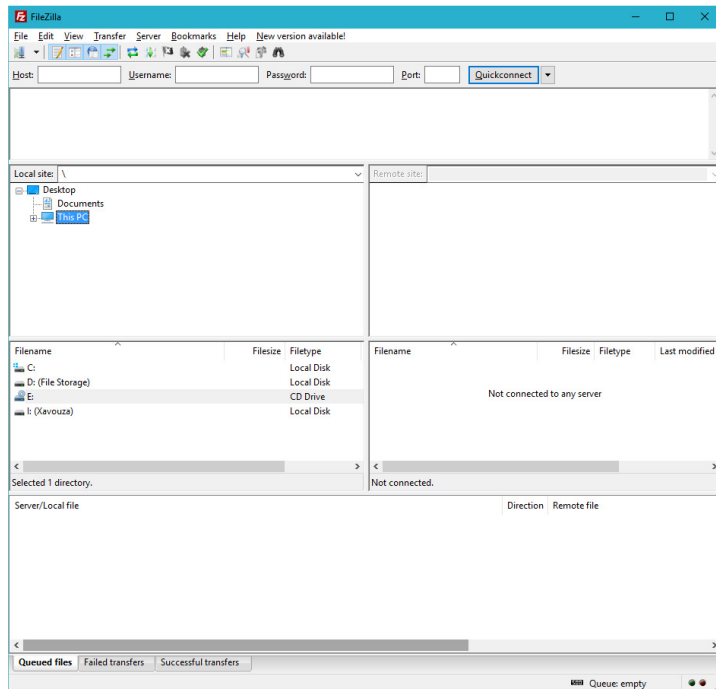 FileZilla
File Edit View Transfer Server Bookmarks Help New version available!
Host: Username: Password: Port: Quickconnect
Local site: \ Remote site:
Desktop
Documents
This PC
Filename Filesize Filetype Filename Filesize Filetype Last modified
C: Local Disk
D: (File Storage) Local Disk
E: CD Drive Not connected to any server
I: (Xavouza) Local Disk
Selected 1 directory. Not connected.
Server/Local file Direction Remote file
Queued files Failed transfers Successful transfers
Queue: empty